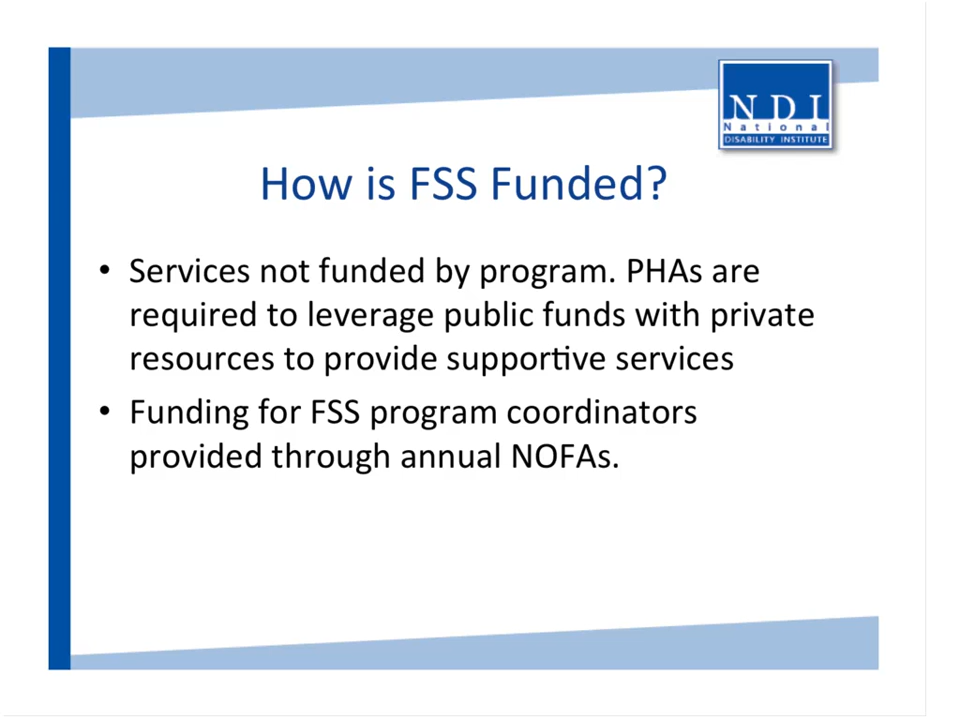 NDI
National
DISABILITY INSTITUTE
How is FSS Funded?
• Services not funded by program. PHAs are
required to leverage public funds with private
resources to provide supportive services
• Funding for FSS program coordinators
provided through annual NOFAs.